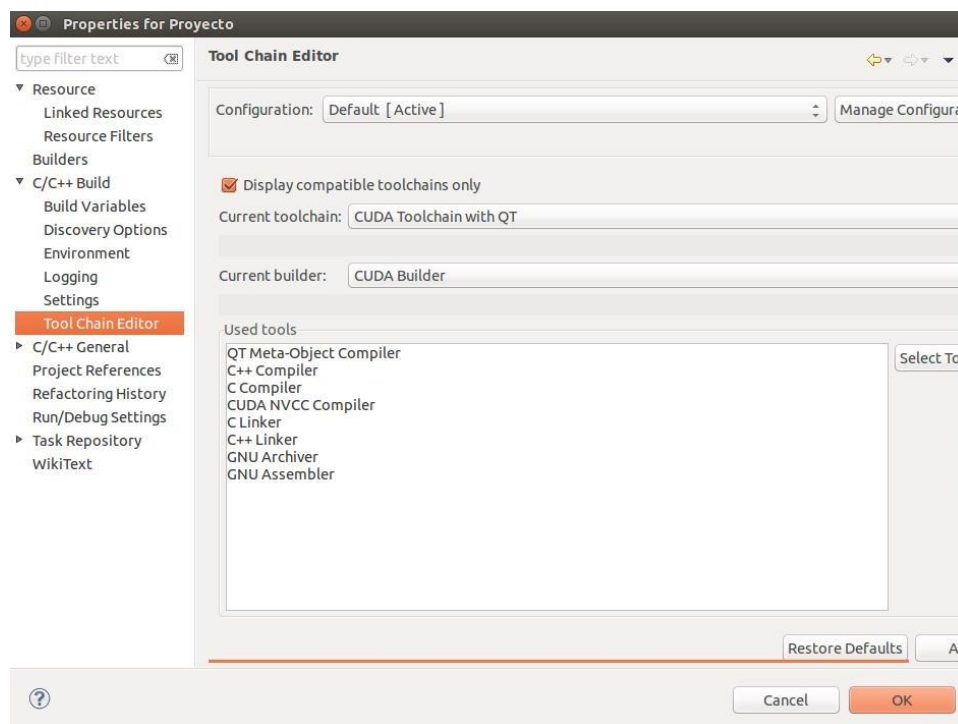 Properties for Proyecto
type filter text
Tool Chain Editor
Resource
Linked Resources
Resource Filters
Builders
C/C++ Build
Build Variables
Discovery Options
Environment
Logging
Settings
Tool Chain Editor
C/C++ General
Project References
Refactoring History
Run/Debug Settings
Task Repository
WikiText
Configuration: Default [ Active ] Manage Configura
Display compatible toolchains only
Current toolchain: CUDA Toolchain with QT
Current builder: CUDA Builder
Used tools
QT Meta-Object Compiler
C++ Compiler
C Compiler
CUDA NVCC Compiler
C Linker
C++ Linker
GNU Archiver
GNU Assembler
Select To
Restore Defaults A
? Cancel OK